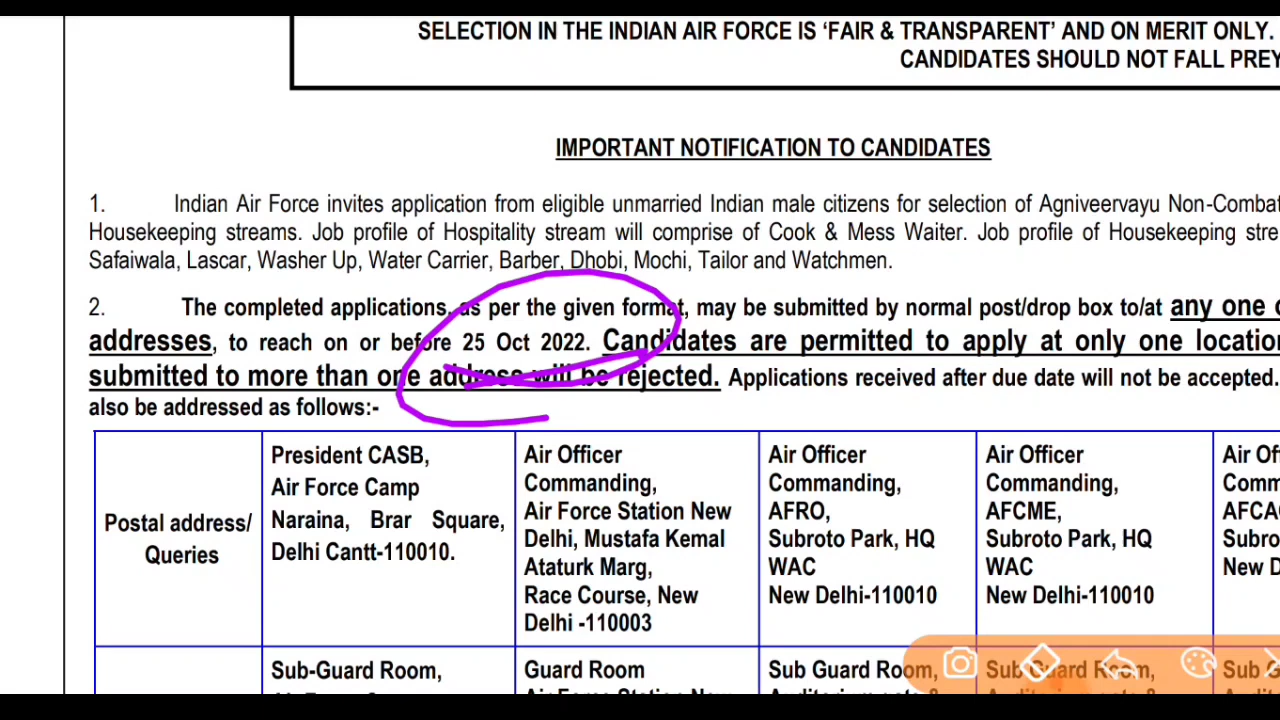 SELECTION IN THE INDIAN AIR FORCE IS ‘FAIR & TRANSPARENT’ AND ON MERIT ONLY.
CANDIDATES SHOULD NOT FALL PREY
IMPORTANT NOTIFICATION TO CANDIDATES
1. Indian Air Force invites application from eligible unmarried Indian male citizens for selection of Agniveervayu
Housekeeping streams. Job profile of Hospitality stream will comprise of Cook & Mess Waiter. Job profile of Housekeeping
Safaiwala, Lascar, Washer Up, Water Carrier, Barber, Dhobi, Mochi, Tailor and Watchmen.
2. The completed applications, as per the given format, may be submitted by normal post/drop box to/at any one
addresses, to reach on or before 25 Oct 2022. Candidates are permitted to apply at only one
submitted to more than one address will be rejected. Applications received after due date will not be accepted.
also be addressed as follows:-
Postal address/
Queries
President CASB,
Air Force Camp
Naraina, Brar Square,
Delhi Cantt-110010.
Air Officer
Commanding,
Air Force Station New
Delhi, Mustafa Kemal
Ataturk Marg,
Race Course, New
Delhi -110003
Air Officer
Commanding,
AFRO,
Subroto Park, HQ
WAC
New Delhi-110010
Air Officer
Commanding,
AFCME,
Subroto Park, HQ
WAC
New Delhi-110010
Air
New
Sub-Guard Room,
Guard Room
Sub Guard Room,
Sub Guard Room,
Sub